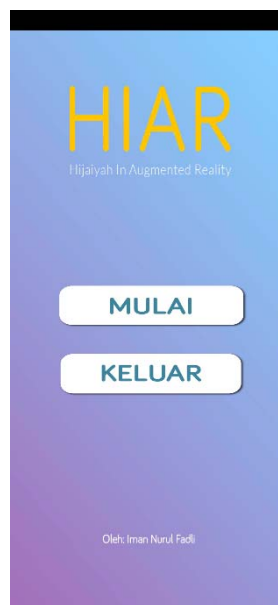 HIAR
Hijaiyah In Augmented Reality
MULAI
KELUAR
Oleh: Iman Nurul Fadli